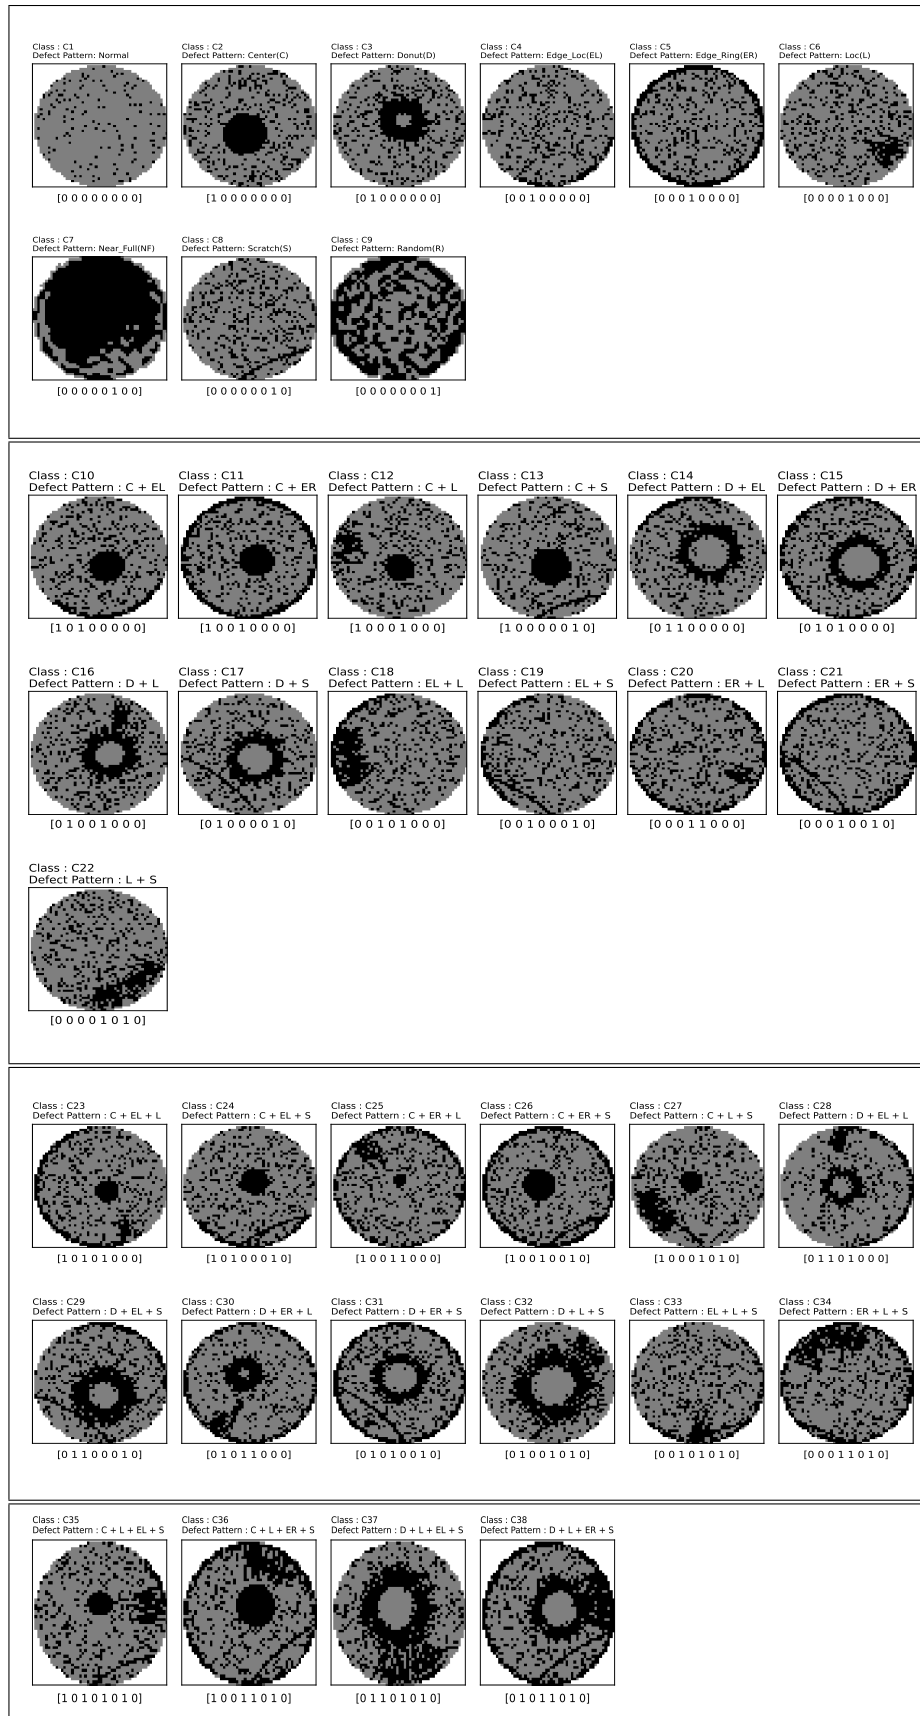 Class : C1
Defect Pattern: Normal
[0 0 0 0 0 0 0 0]
Class : C2
Defect Pattern: Center(C)
[1 0 0 0 0 0 0 0]
Class : C3
Defect Pattern: Donut(D)
[0 1 0 0 0 0 0 0]
Class : C4
Defect Pattern: Edge_Loc(EL)
[0 0 1 0 0 0 0 0]
Class : C5
Defect Pattern: Edge_Ring(ER)
[0 0 0 1 0 0 0 0]
Class : C6
Defect Pattern: Loc(L)
[0 0 0 0 1 0 0 0]
Class : C7
Defect Pattern: Near_Full(NF)
[0 0 0 0 0 1 0 0]
Class : C8
Defect Pattern: Scratch(S)
[0 0 0 0 0 0 1 0]
Class : C9
Defect Pattern: Random(R)
[0 0 0 0 0 0 0 1]
Class : C10
Defect Pattern : C + EL
[1 0 1 0 0 0 0 0]
Class : C11
Defect Pattern : C + ER
[1 0 0 1 0 0 0 0]
Class : C12
Defect Pattern : C + L
[1 0 0 0 1 0 0 0]
Class : C13
Defect Pattern : C + S
[1 0 0 0 0 0 1 0]
Class : C14
Defect Pattern : D + EL
[0 1 1 0 0 0 0 0]
Class : C15
Defect Pattern : D + ER
[0 1 0 1 0 0 0 0]
Class : C16
Defect Pattern : D + L
[0 1 0 0 1 0 0 0]
Class : C17
Defect Pattern : D + S
[0 1 0 0 0 0 1 0]
Class : C18
Defect Pattern : EL + L
[0 0 1 0 1 0 0 0]
Class : C19
Defect Pattern : EL + S
[0 0 1 0 0 0 1 0]
Class : C20
Defect Pattern : ER + L
[0 0 0 1 1 0 0 0]
Class : C21
Defect Pattern : ER + S
[0 0 0 1 0 0 1 0]
Class : C22
Defect Pattern : L + S
[0 0 0 0 1 0 1 0]
Class : C23
Defect Pattern : C + EL + L
[1 0 1 0 1 0 0 0]
Class : C24
Defect Pattern : C + EL + S
[1 0 1 0 0 0 1 0]
Class : C25
Defect Pattern : C + ER + L
[1 0 0 1 1 0 0 0]
Class : C26
Defect Pattern : C + ER + S
[1 0 0 1 0 0 1 0]
Class : C27
Defect Pattern : C + L + S
[1 0 0 0 1 0 1 0]
Class : C28
Defect Pattern : D + EL + L
[0 1 1 0 1 0 0 0]
Class : C29
Defect Pattern : D + EL + S
[0 1 1 0 0 0 1 0]
Class : C30
Defect Pattern : D + ER + L
[0 1 0 1 1 0 0 0]
Class : C31
Defect Pattern : D + ER + S
[0 1 0 1 0 0 1 0]
Class : C32
Defect Pattern : D + L + S
[0 1 0 0 1 0 1 0]
Class : C33
Defect Pattern : EL + L + S
[0 0 1 0 1 0 1 0]
Class : C34
Defect Pattern : ER + L + S
[0 0 0 1 1 0 1 0]
Class : C35
Defect Pattern : C + L + EL + S
[1 0 1 0 1 0 1 0]
Class : C36
Defect Pattern : C + L + ER + S
[1 0 0 1 1 0 1 0]
Class : C37
Defect Pattern : D + L + EL + S
[0 1 1 0 1 0 1 0]
Class : C38
Defect Pattern : D + L + ER + S
[0 1 0 1 1 0 1 0]